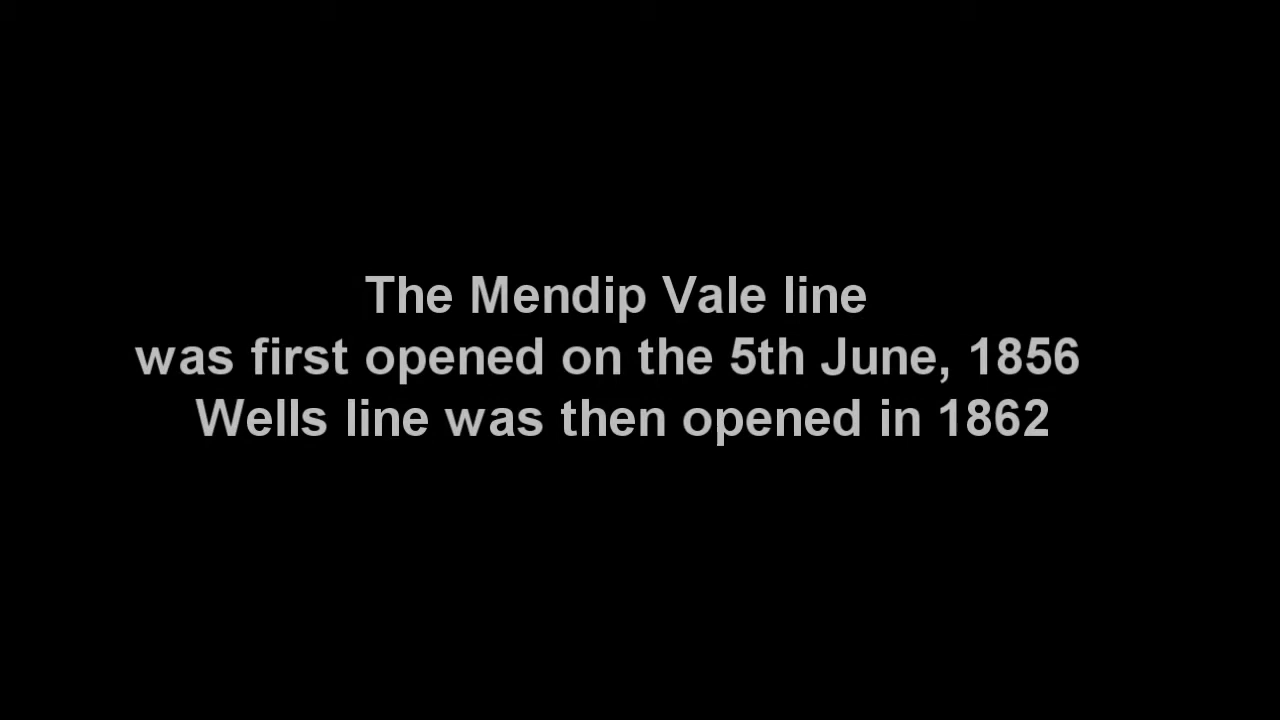 The Mendip Vale line
was first opened on the 5th June, 1856
Wells line was then opened in 1862